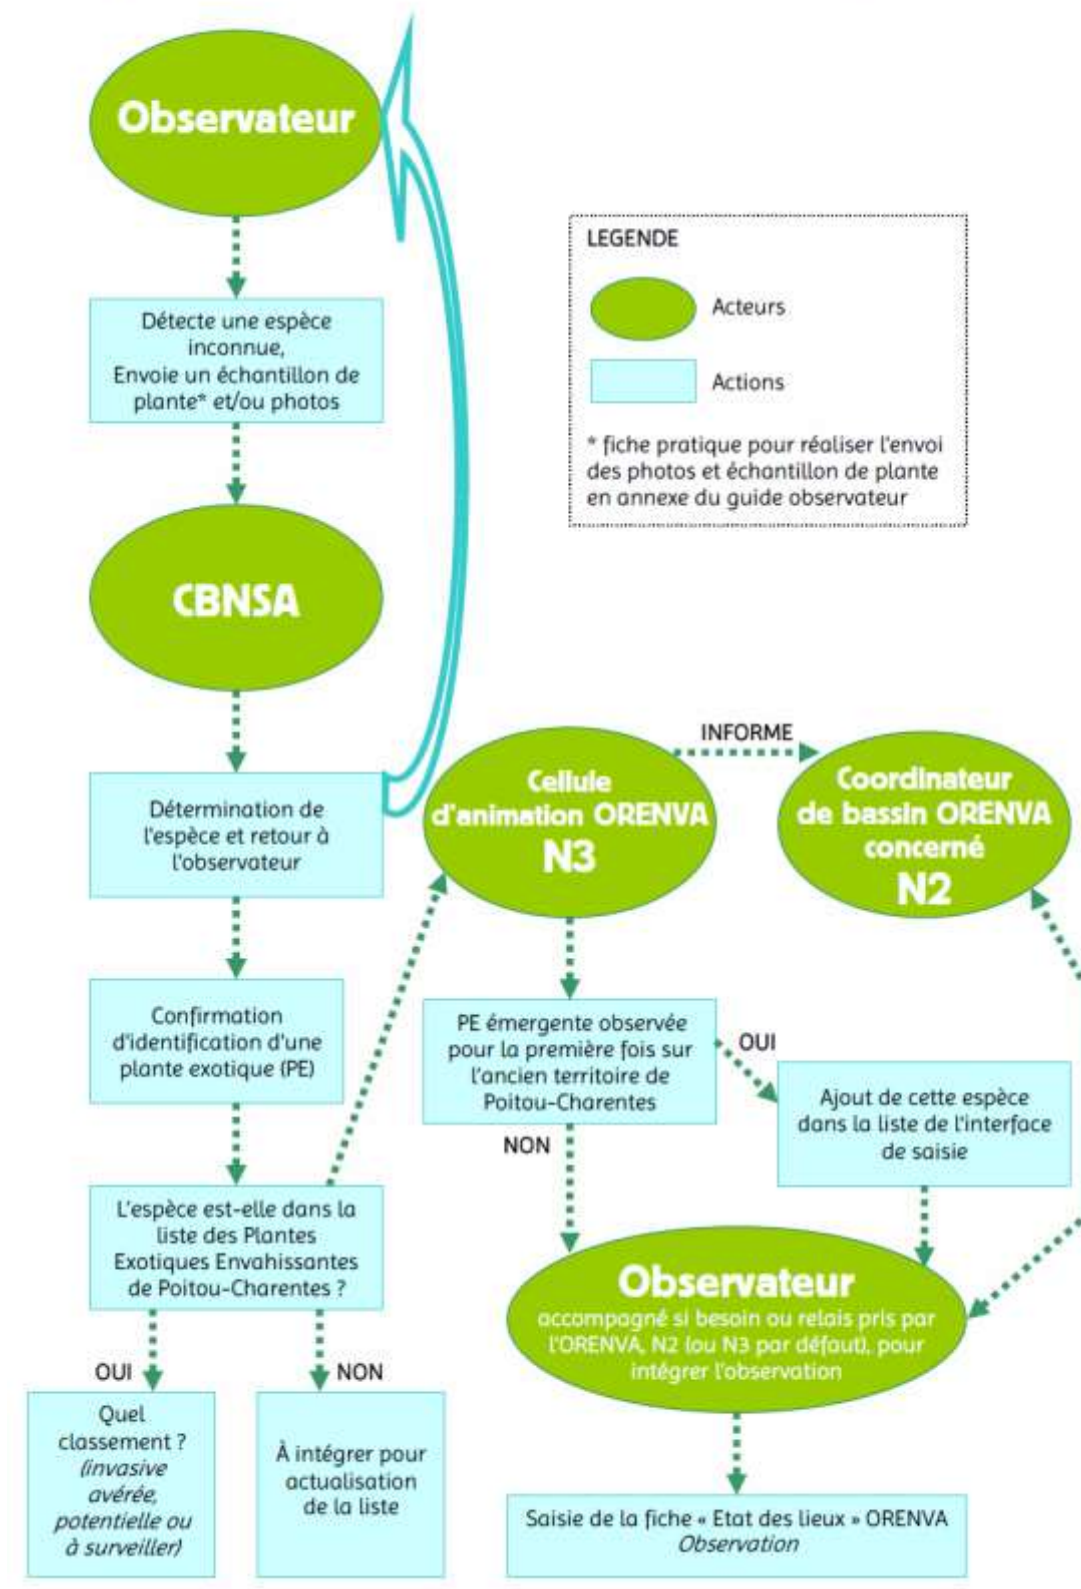 Observateur
Détecte une espèce
inconnue,
Envoie un échantillon de
plante* et/ou photos
CBNSA
Détermination de
l'espèce et retour à
l'observateur
Confirmation
d'identification d'une
plante exotique (PE)
L'espèce est-elle dans la
liste des Plantes
Exotiques Envahissantes
de Poitou-Charentes ?
OUI
NON
Quel
classement ?
(invasive
avérée,
potentielle ou
à surveiller)
À intégrer pour
actualisation
de la liste
LEGENDE
Acteurs
Actions
* fiche pratique pour réaliser l'envoi
des photos et échantillon de plante
en annexe du guide observateur
Cellule
d'animation ORENVA
N3
INFORME
Coordinateur
de bassin ORENVA
concerné
N2
PE émergente observée
pour la première fois sur
l'ancien territoire de
Poitou-Charentes
OUI
NON
Ajout de cette espèce
dans la liste de l'interface
de saisie
Observateur
accompagné si besoin ou relais pris par
l'ORENVA, N2 (ou N3 par défaut), pour
intégrer l'observation
Saisie de la fiche « Etat des lieux » ORENVA
Observation